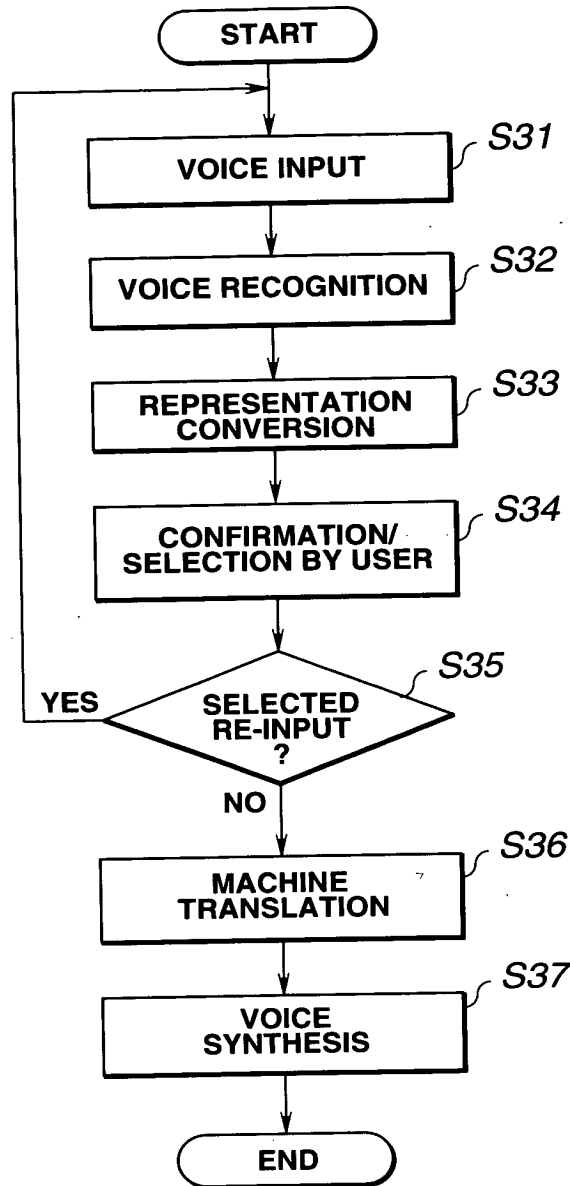 START
S31
VOICE INPUT
S32
VOICE RECOGNITION
S33
REPRESENTATION
CONVERSION
S34
CONFIRMATION/
SELECTION BY USER
S35
YES
SELECTED
RE-INPUT
?
NO
S36
MACHINE
TRANSLATION
S37
VOICE
SYNTHESIS
END